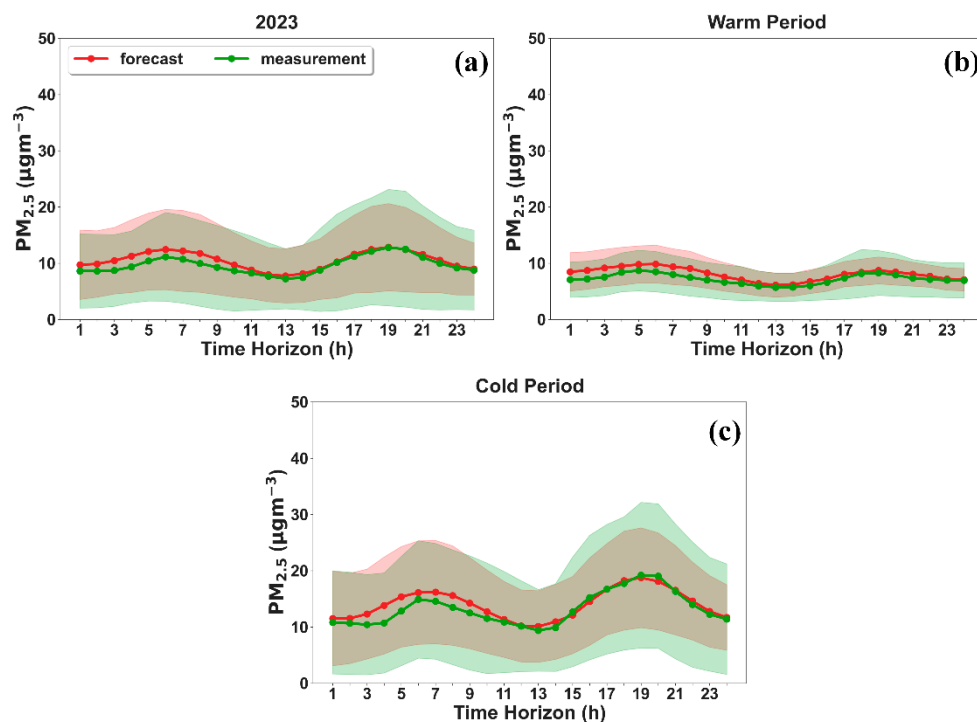 2023
50
40
30
20
10
0
PM2.5 (μgm−3)
forecast
measurement
(a)
1 3 5 7 9 11 13 15 17 19 21 23
Time Horizon (h)
Warm Period
50
40
30
20
10
0
PM2.5 (μgm−3)
(b)
1 3 5 7 9 11 13 15 17 19 21 23
Time Horizon (h)
Cold Period
50
40
30
20
10
0
PM2.5 (μgm−3)
(c)
1 3 5 7 9 11 13 15 17 19 21 23
Time Horizon (h)